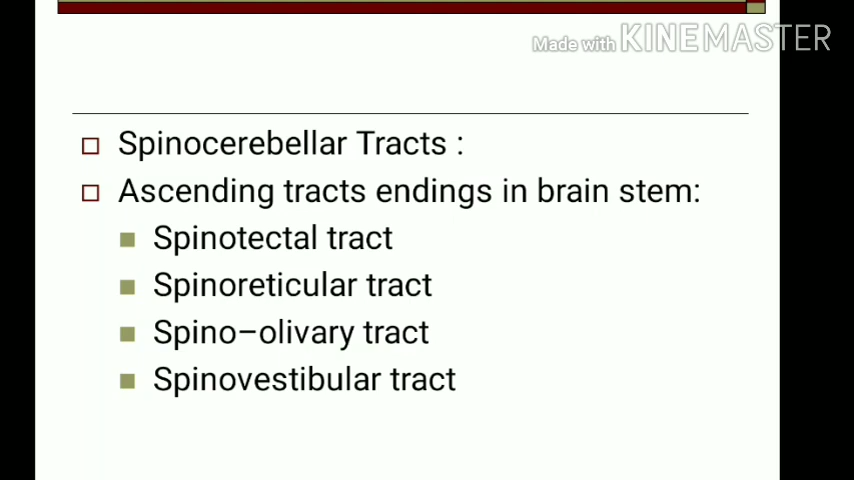 Made with KINEMASTER
Spinocerebellar Tracts :
Ascending tracts endings in brain stem:
Spinotectal tract
Spinoreticular tract
Spino–olivary tract
Spinovestibular tract